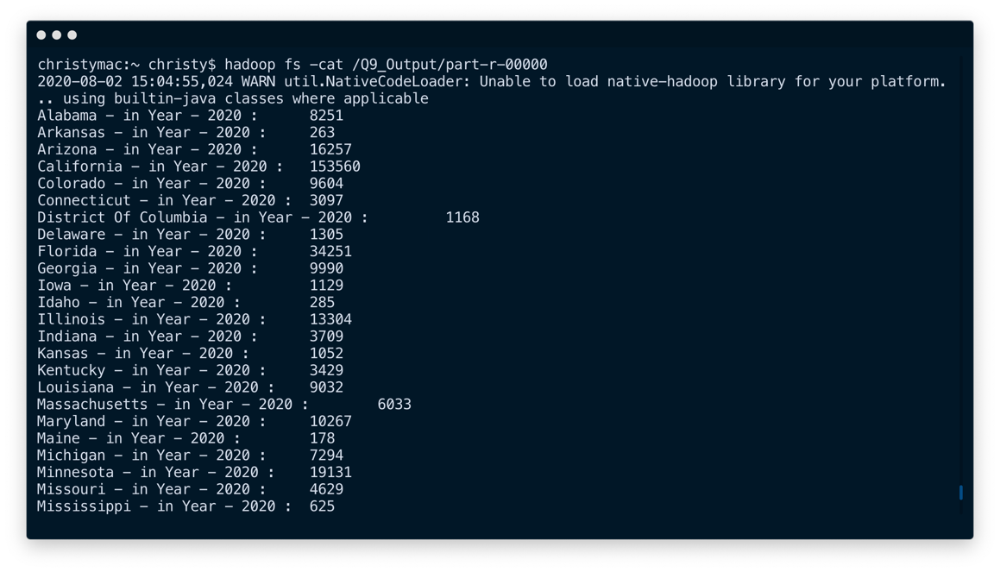 christymac:~ christy$ hadoop fs -cat /Q9_Output/part-r-00000
2020-08-02 15:04:55,024 WARN util.NativeCodeLoader: Unable to load native-hadoop library for your platform.
.. using builtin-java classes where applicable
Alabama - in Year - 2020 :      8251
Arkansas - in Year - 2020 :     263
Arizona - in Year - 2020 :      16257
California - in Year - 2020 :   153560
Colorado - in Year - 2020 :     9604
Connecticut - in Year - 2020 :  3097
District Of Columbia - in Year - 2020 :         1168
Delaware - in Year - 2020 :     1305
Florida - in Year - 2020 :      34251
Georgia - in Year - 2020 :      9990
Iowa - in Year - 2020 :         1129
Idaho - in Year - 2020 :        285
Illinois - in Year - 2020 :     13304
Indiana - in Year - 2020 :      3709
Kansas - in Year - 2020 :       1052
Kentucky - in Year - 2020 :     3429
Louisiana - in Year - 2020 :    9032
Massachusetts - in Year - 2020 :        6033
Maryland - in Year - 2020 :     10267
Maine - in Year - 2020 :        178
Michigan - in Year - 2020 :     7294
Minnesota - in Year - 2020 :    19131
Missouri - in Year - 2020 :     4629
Mississippi - in Year - 2020 :  625